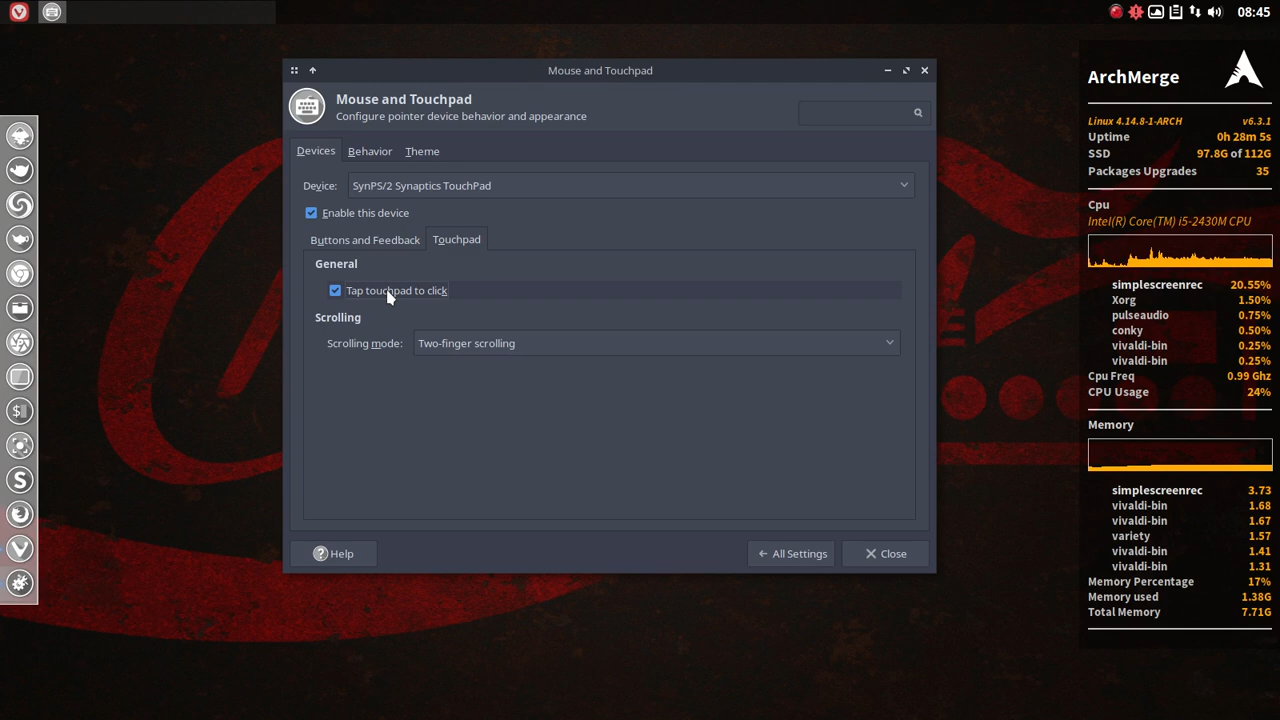 08:45
Mouse and Touchpad
Mouse and Touchpad
Configure pointer device behavior and appearance
Devices Behavior Theme
Device: SynPS/2 Synaptics TouchPad
Enable this device
Buttons and Feedback Touchpad
General
Tap touchpad to click
Scrolling
Scrolling mode: Two-finger scrolling
Help All Settings Close
ArchMerge
Linux 4.14.8-1-ARCH v6.3.1
Uptime 0h 28m 5s
SSD 97.8G of 112G
Packages Upgrades 35
Cpu
Intel(R) Core(TM) i5-2430M CPU
simplescreenrec 20.55%
Xorg 1.50%
pulseaudio 0.75%
conky 0.50%
vivaldi-bin 0.25%
vivaldi-bin 0.25%
Cpu Freq 0.99 Ghz
CPU Usage 24%
Memory
simplescreenrec 3.73
vivaldi-bin 1.68
vivaldi-bin 1.67
variety 1.57
vivaldi-bin 1.41
vivaldi-bin 1.31
Memory Percentage 17%
Memory used 1.38G
Total Memory 7.71G